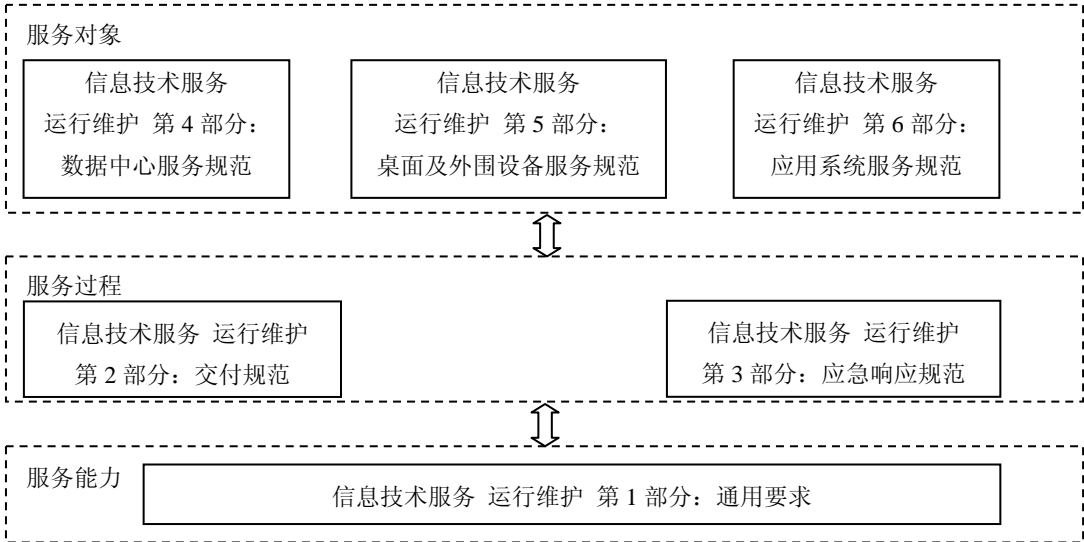 服务对象
信息技术服务
运行维护 第 4 部分：
数据中心服务规范
信息技术服务
运行维护 第 5 部分：
桌面及外围设备服务规范
信息技术服务
运行维护 第 6 部分：
应用系统服务规范
服务过程
信息技术服务 运行维护
第 2 部分：交付规范
信息技术服务 运行维护
第 3 部分：应急响应规范
服务能力
信息技术服务 运行维护 第 1 部分：通用要求